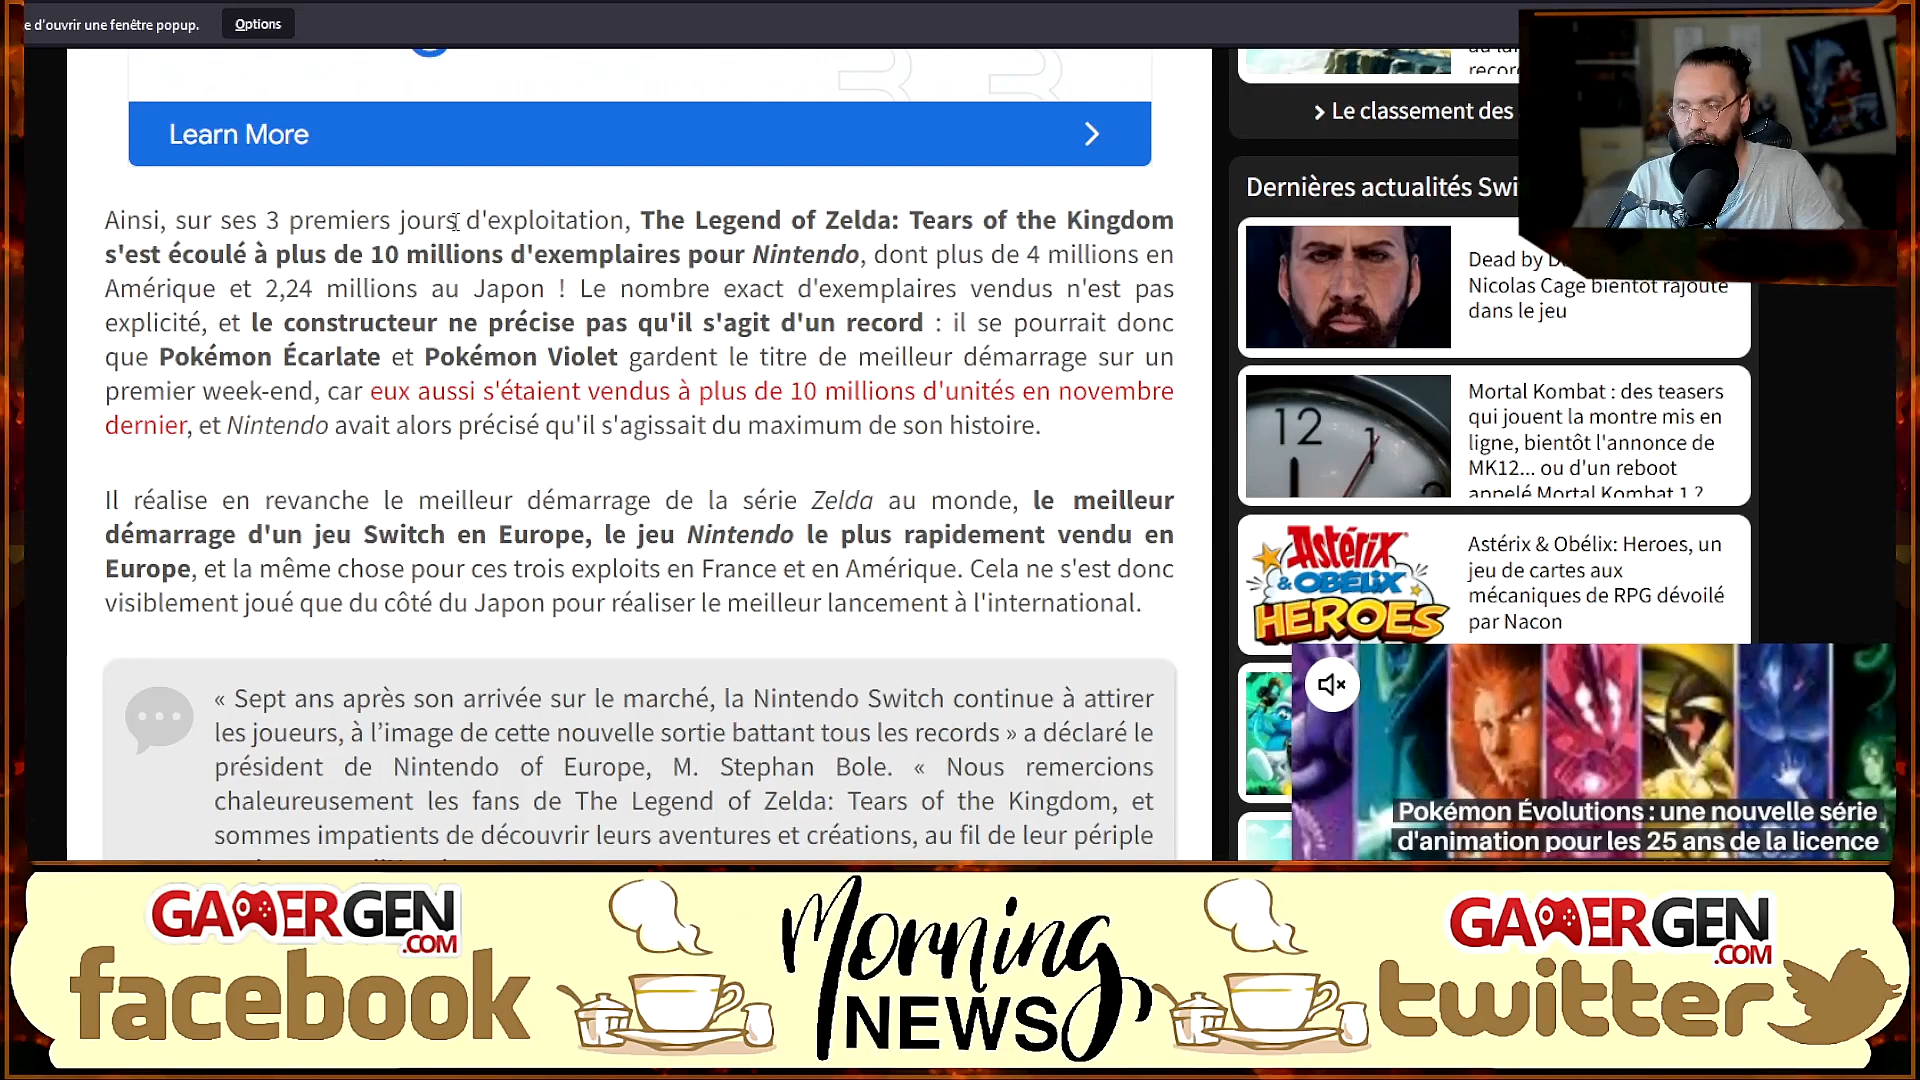 e d'ouvrir une fenêtre popup.
Options
Learn More
Ainsi, sur ses 3 premiers jours d'exploitation, The Legend of Zelda: Tears of the Kingdom
s'est écoulé à plus de 10 millions d'exemplaires pour Nintendo, dont plus de 4 millions en
Amérique et 2,24 millions au Japon ! Le nombre exact d'exemplaires vendus n'est pas
explicité, et le constructeur ne précise pas qu'il s'agit d'un record : il se pourrait donc
que Pokémon Écarlate et Pokémon Violet gardent le titre de meilleur démarrage sur un
premier week-end, car eux aussi s'étaient vendus à plus de 10 millions d'unités en novembre
dernier, et Nintendo avait alors précisé qu'il s'agissait du maximum de son histoire.
Il réalise en revanche le meilleur démarrage de la série Zelda au monde, le meilleur
démarrage d'un jeu Switch en Europe, le jeu Nintendo le plus rapidement vendu en
Europe, et la même chose pour ces trois exploits en France et en Amérique. Cela ne s'est donc
visiblement joué que du côté du Japon pour réaliser le meilleur lancement à l'international.
« Sept ans après son arrivée sur le marché, la Nintendo Switch continue à attirer
les joueurs, à l'image de cette nouvelle sortie battant tous les records » a déclaré le
président de Nintendo of Europe, M. Stephan Bole. « Nous remercions
chaleureusement les fans de The Legend of Zelda: Tears of the Kingdom, et
sommes impatients de découvrir leurs aventures et créations, au fil de leur périple
recor
Le classement des
Dernières actualités Swi
Dead by D
Nicolas Cage bientôt rajouté
dans le jeu
12
1
2
Mortal Kombat : des teasers
qui jouent la montre mis en
ligne, bientôt l'annonce de
MK12... ou d'un reboot
appelé Mortal Kombat 1 ?
Astérix
& OBÉLIX
HEROES
Astérix & Obélix: Heroes, un
jeu de cartes aux
mécaniques de RPG dévoilé
par Nacon
Pokémon Évolutions : une nouvelle série
d'animation pour les 25 ans de la licence
GAMERGEN
.COM
facebook
Morning
NEWS
GAMERGEN
.COM
twitter